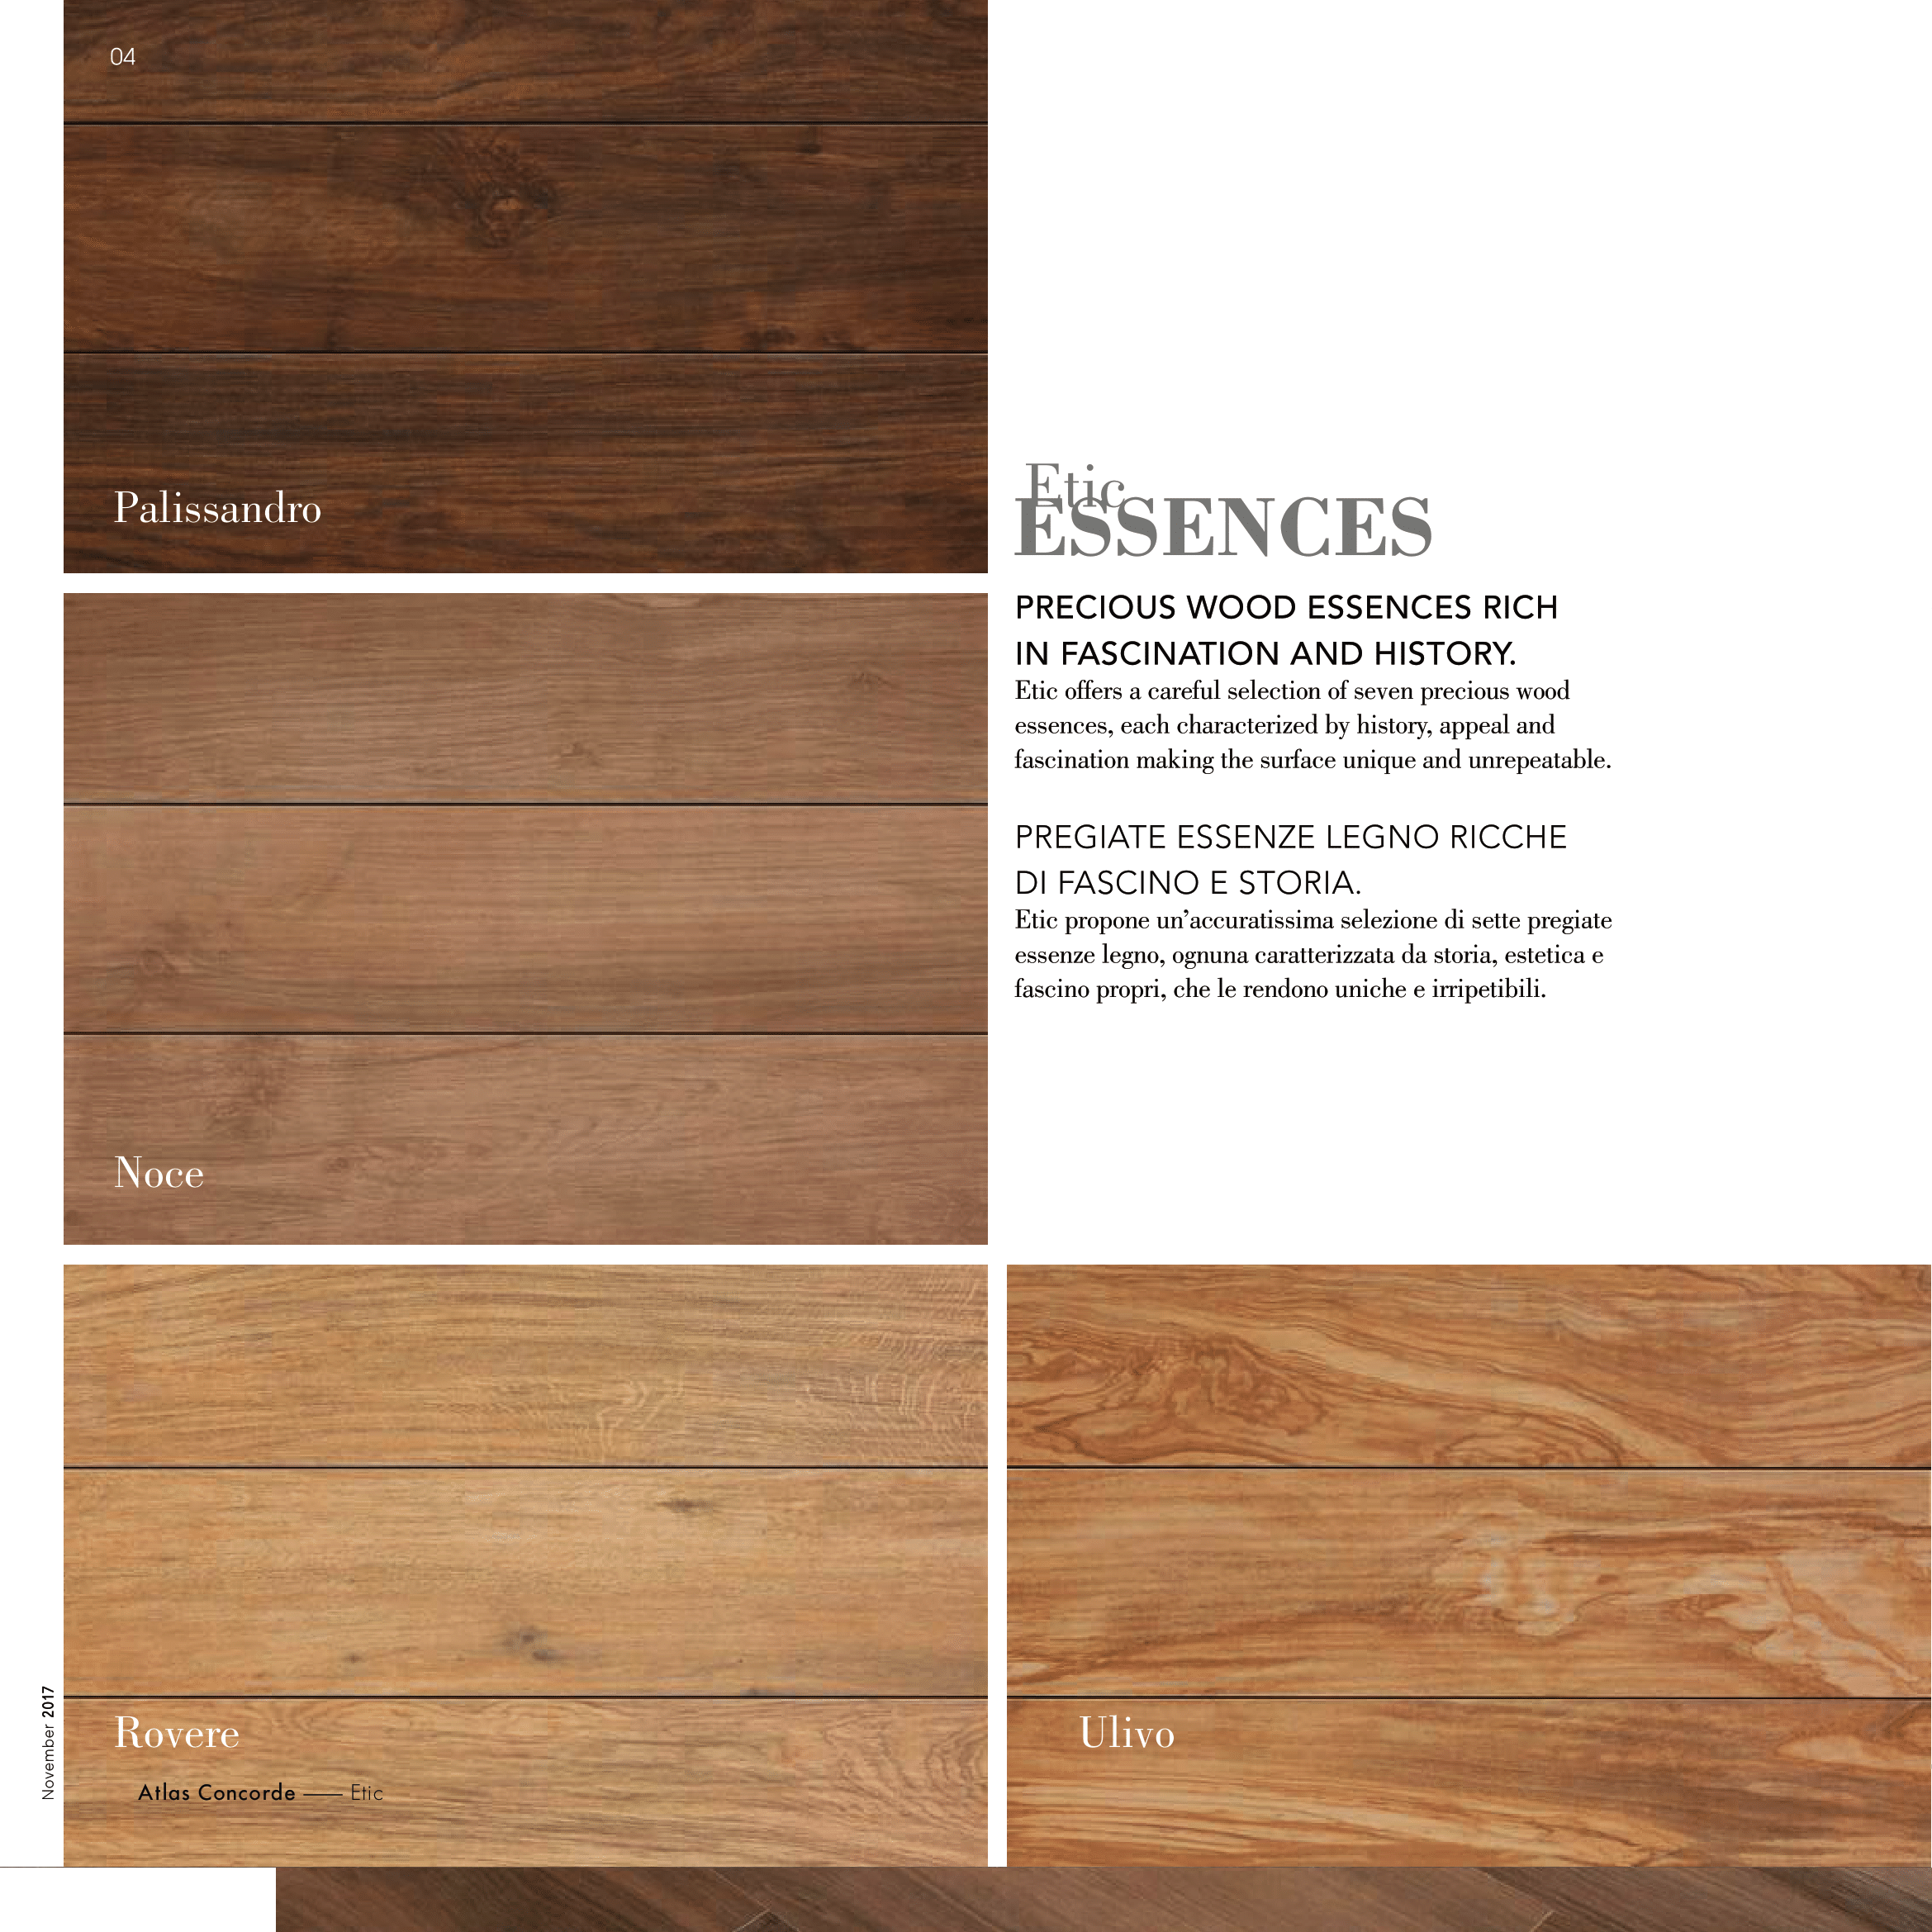 04
Palissandro
Etic
ESSENCES
PRECIOUS WOOD ESSENCES RICH
IN FASCINATION AND HISTORY.
Etic offers a careful selection of seven precious wood
essences, each characterized by history, appeal and
fascination making the surface unique and unrepeatable.
PREGIATE ESSENZE LEGNO RICCHE
DI FASCINO E STORIA.
Etic propone un’accuratissima selezione di sette pregiate
essenze legno, ognuna caratterizzata da storia, estetica e
fascino propri, che le rendono uniche e irripetibili.
Noce
Rovere
Ulivo
Atlas Concorde —— Etic
November 2017